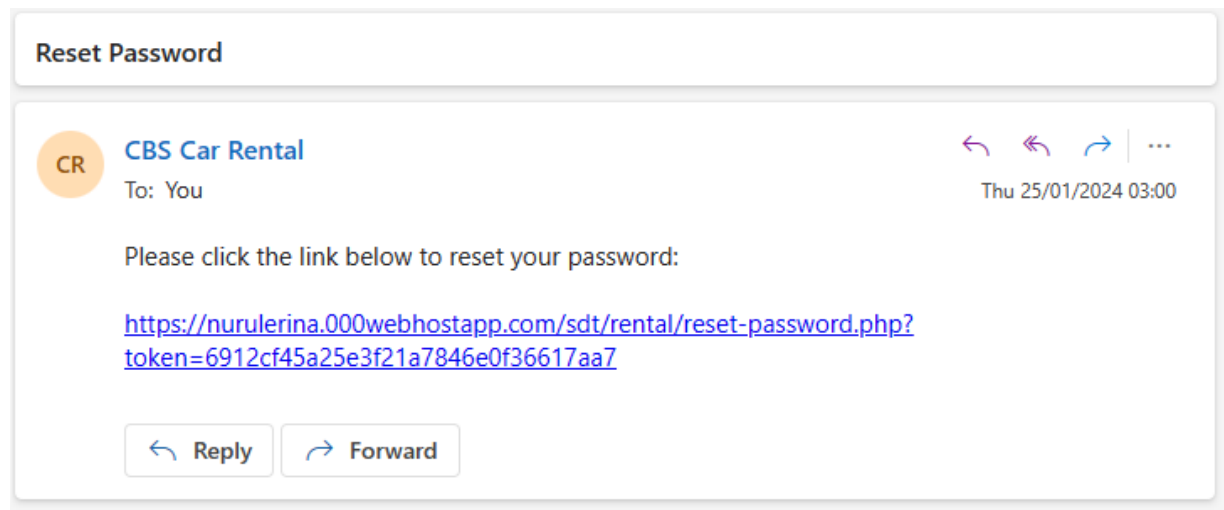 Reset Password
CR
CBS Car Rental
To: You
Thu 25/01/2024 03:00
Please click the link below to reset your password:
https://nurulerina.000webhostapp.com/sdt/rental/reset-password.php?
token=6912cf45a25e3f21a7846e0f36617aa7
Reply
Forward